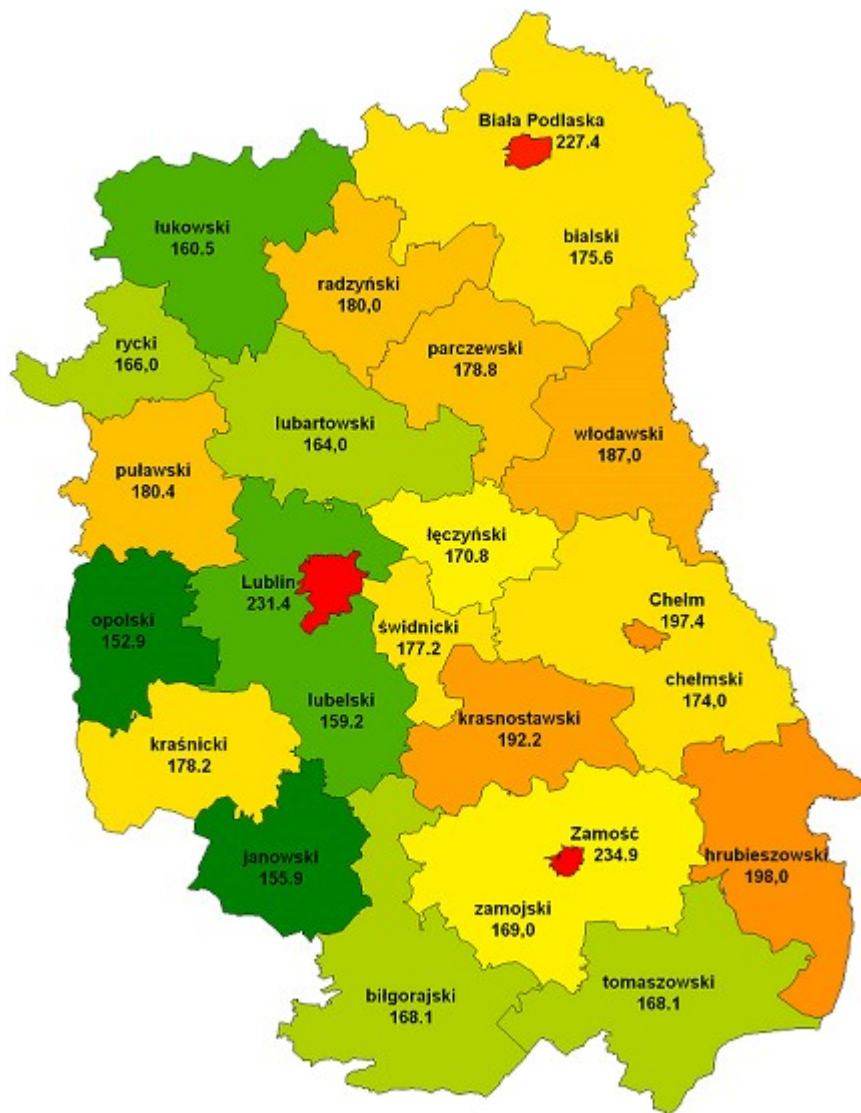 Biała Podlaska
227.4
łukowski
160.5
bialski
175.6
radzyński
180,0
rycki
166,0
parczewski
178.8
lubartowski
164,0
włodawski
187,0
puławski
180.4
łęczyński
170.8
Lublin
231.4
Chełm
197.4
opolski
152.9
świdnicki
177.2
chełmski
174,0
lubelski
159.2
krasnostawski
192.2
kraśnicki
178.2
Zamość
234.9
janowski
155.9
hrubieszowski
198,0
zamojski
169,0
tomaszowski
168.1
biłgorajski
168.1